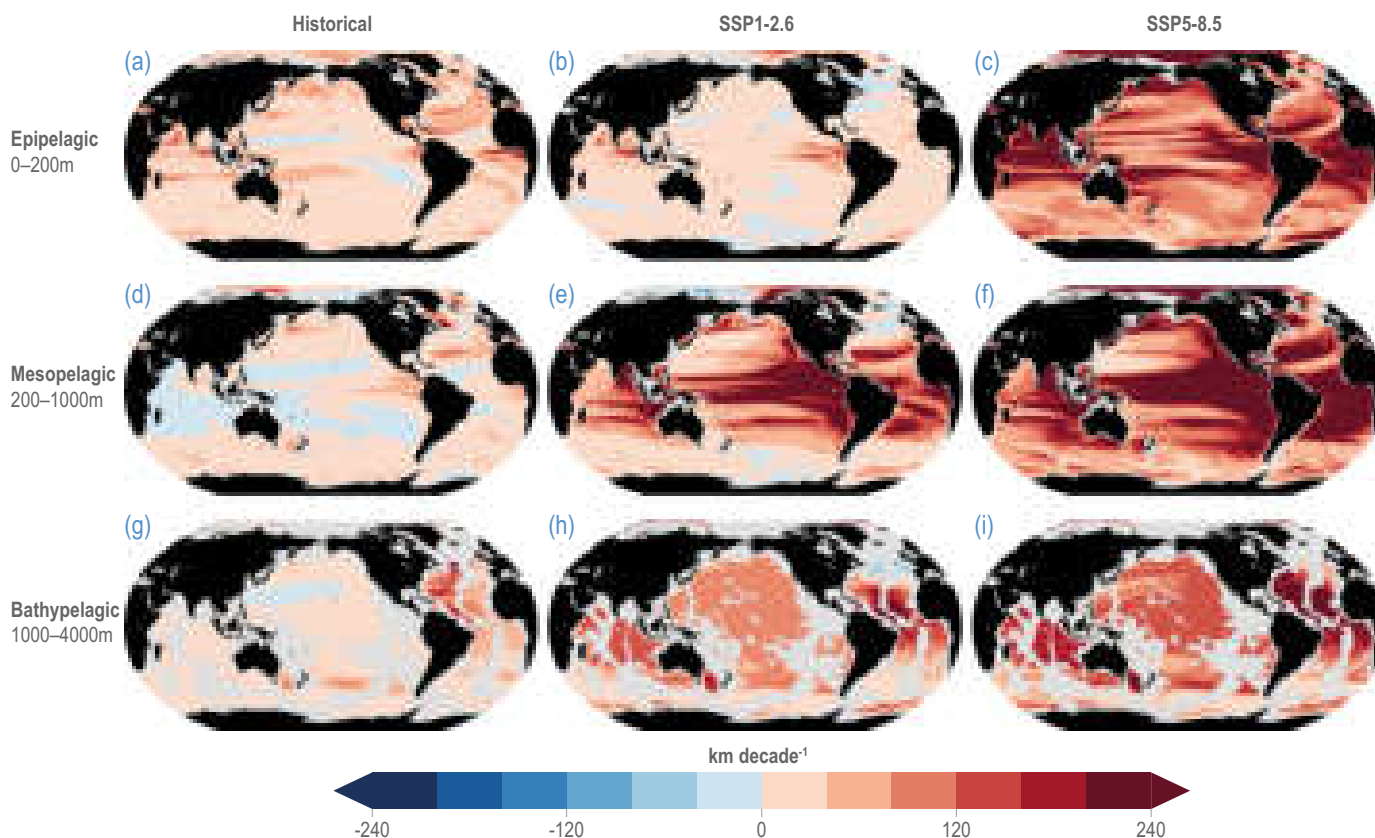 Historical
SSP1-2.6
SSP5-8.5
(a)
(b)
(c)
Epipelagic
0–200m
(d)
(e)
(f)
Mesopelagic
200–1000m
(g)
(h)
(i)
Bathypelagic
1000–4000m
km decade⁻¹
-240
-120
0
120
240